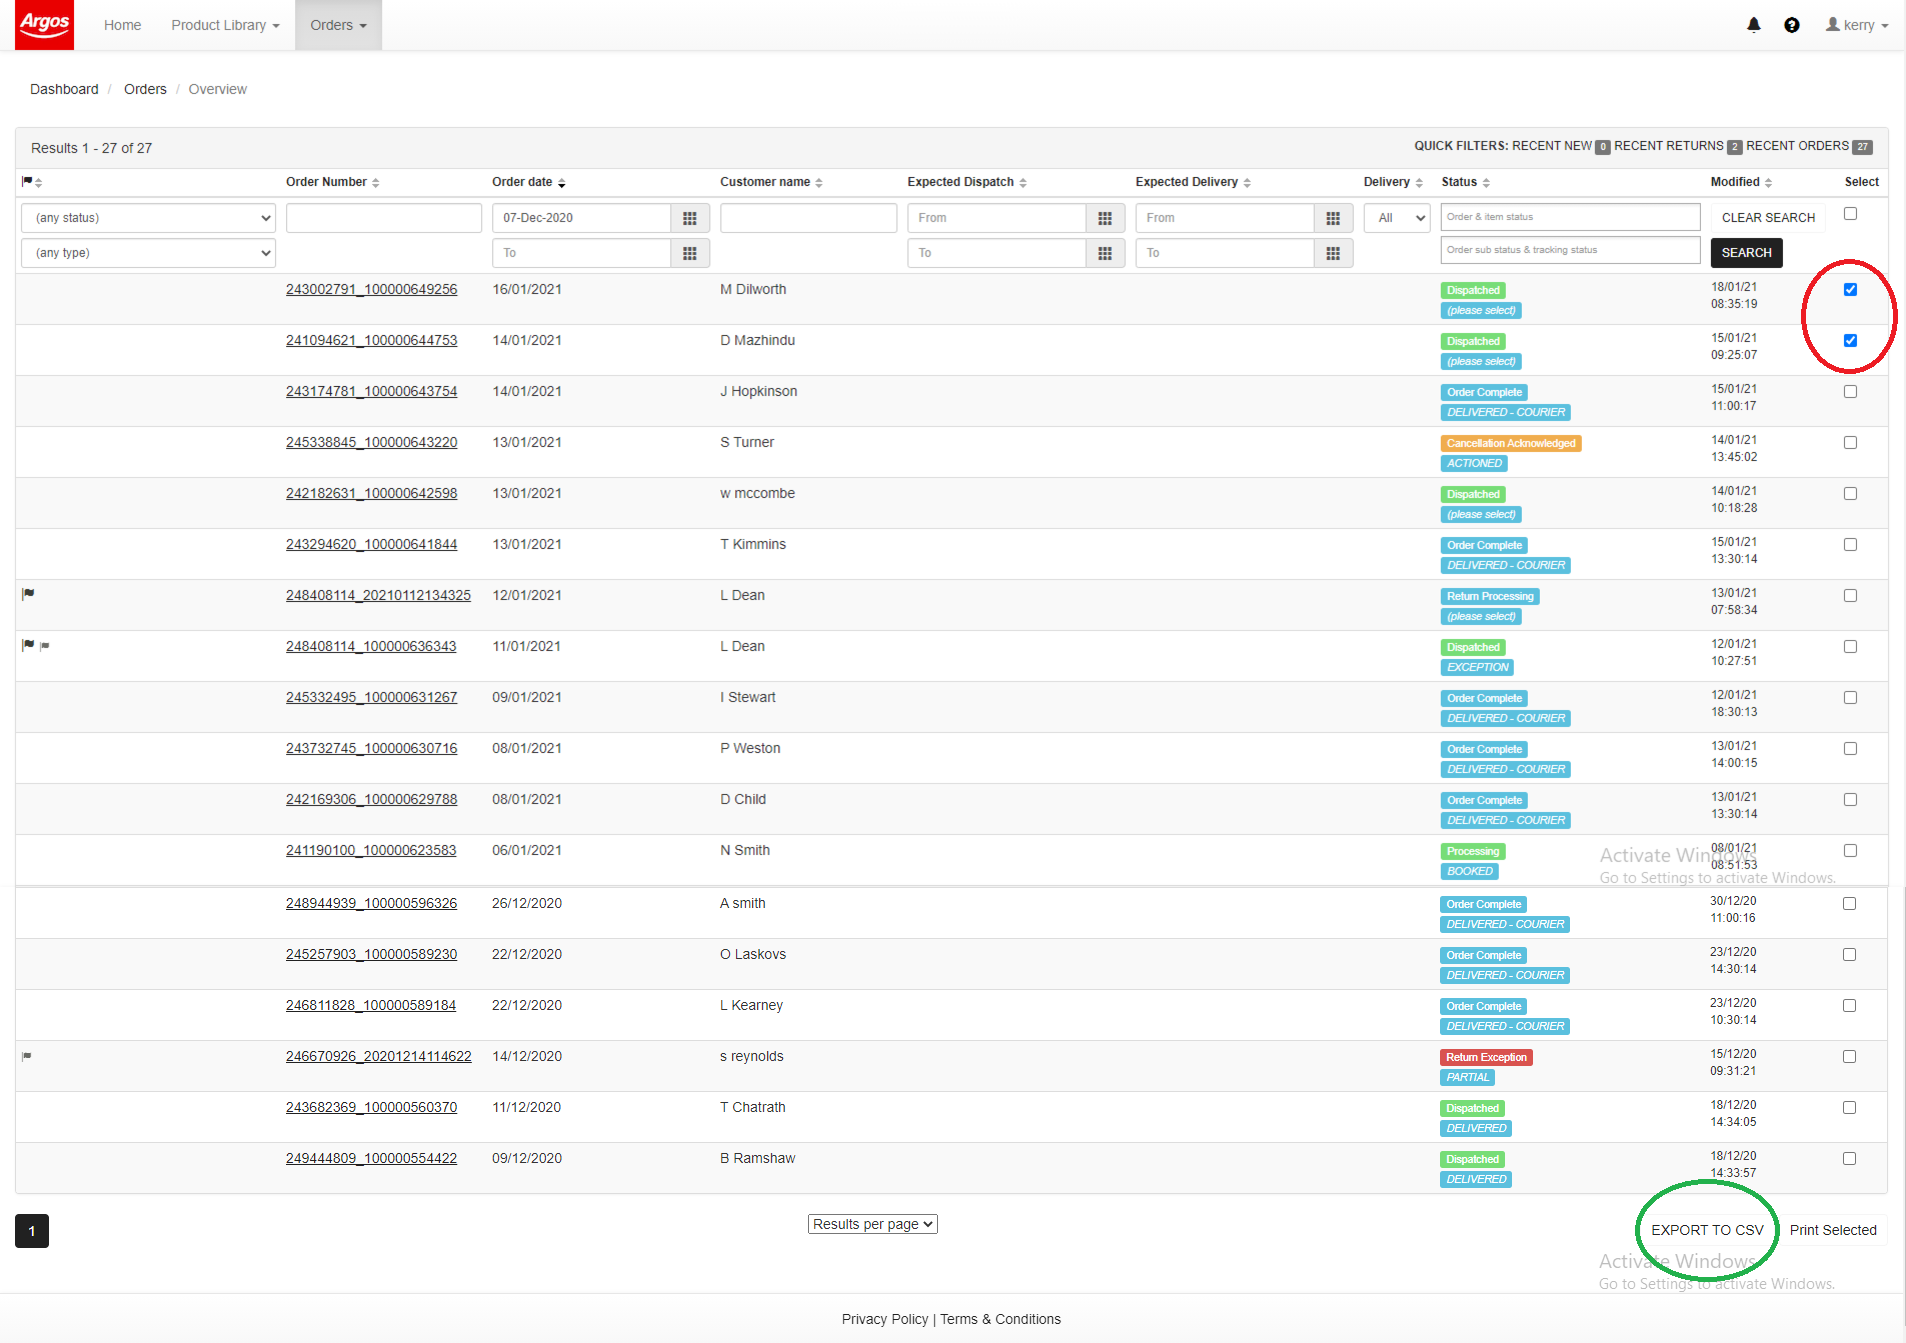 Argos Home Product Library Orders kerry
Dashboard / Orders / Overview
Results 1 - 27 of 27 QUICK FILTERS: RECENT NEW 0 RECENT RETURNS 2 RECENT ORDERS 27
Order Number Order date Customer name Expected Dispatch Expected Delivery Delivery Status Modified Select
(any status) 07-Dec-2020 From From All Order & item status CLEAR SEARCH
(any type) To To To Order sub status & tracking status SEARCH
243002791_100000649256 16/01/2021 M Dilworth Dispatched 18/01/21
(please select) 08:35:19
241094621_100000644753 14/01/2021 D Mazhindu Dispatched 15/01/21
(please select) 09:25:07
243174781_100000643754 14/01/2021 J Hopkinson Order Complete 15/01/21
DELIVERED - COURIER 11:00:17
245338845_100000643220 13/01/2021 S Turner Cancellation Acknowledged 14/01/21
ACTIONED 13:45:02
242182631_100000642598 13/01/2021 w mccombe Dispatched 14/01/21
(please select) 10:18:28
243294620_100000641844 13/01/2021 T Kimmins Order Complete 15/01/21
DELIVERED - COURIER 13:30:14
248408114_20210112134325 12/01/2021 L Dean Return Processing 13/01/21
(please select) 07:58:34
248408114_100000636343 11/01/2021 L Dean Dispatched 12/01/21
EXCEPTION 10:27:51
245332495_100000631267 09/01/2021 I Stewart Order Complete 12/01/21
DELIVERED - COURIER 18:30:13
243732745_100000630716 08/01/2021 P Weston Order Complete 13/01/21
DELIVERED - COURIER 14:00:15
242169306_100000629788 08/01/2021 D Child Order Complete 13/01/21
DELIVERED - COURIER 13:30:14
241190100_100000623583 06/01/2021 N Smith Processing 08/01/21
BOOKED 08:51:53
Activate Windows
Go to Settings to activate Windows.
248944939_100000596326 26/12/2020 A smith Order Complete 30/12/20
DELIVERED - COURIER 11:00:16
245257903_100000589230 22/12/2020 O Laskovs Order Complete 23/12/20
DELIVERED - COURIER 14:30:14
246811828_100000589184 22/12/2020 L Kearney Order Complete 23/12/20
DELIVERED - COURIER 10:30:14
246670926_20201214114622 14/12/2020 s reynolds Return Exception 15/12/20
PARTIAL 09:31:21
243682369_100000560370 11/12/2020 T Chatrath Dispatched 18/12/20
DELIVERED 14:34:05
249444809_100000554422 09/12/2020 B Ramshaw Dispatched 18/12/20
DELIVERED 14:33:57
1 Results per page EXPORT TO CSV Print Selected
Activate Windows
Go to Settings to activate Windows.
Privacy Policy | Terms & Conditions